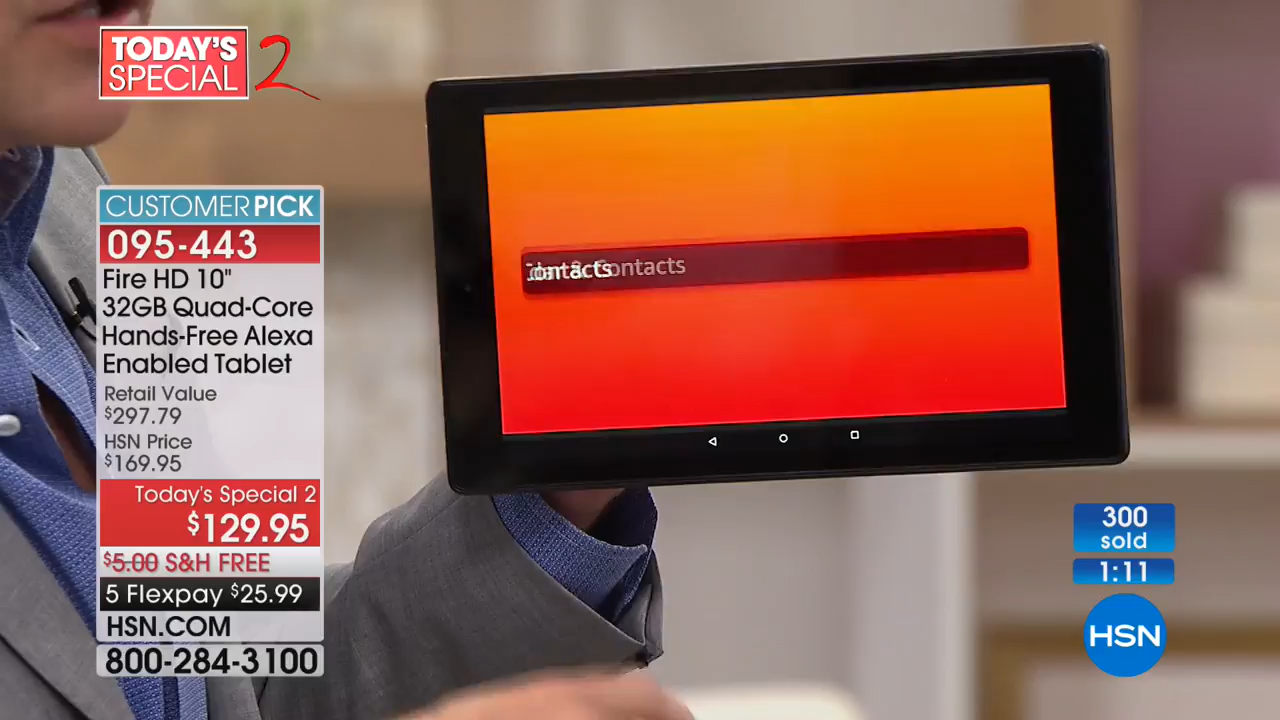 TODAY'S
SPECIAL 2
CUSTOMER PICK
095-443
Fire HD 10"
32GB Quad-Core
Hands-Free Alexa
Enabled Tablet
Retail Value
$297.79
HSN Price
$169.95
Today's Special 2
$129.95
$5.00 S&H FREE
5 Flexpay $25.99
HSN.COM
800-284-3100
Contacts
300
sold
1:11
HSN